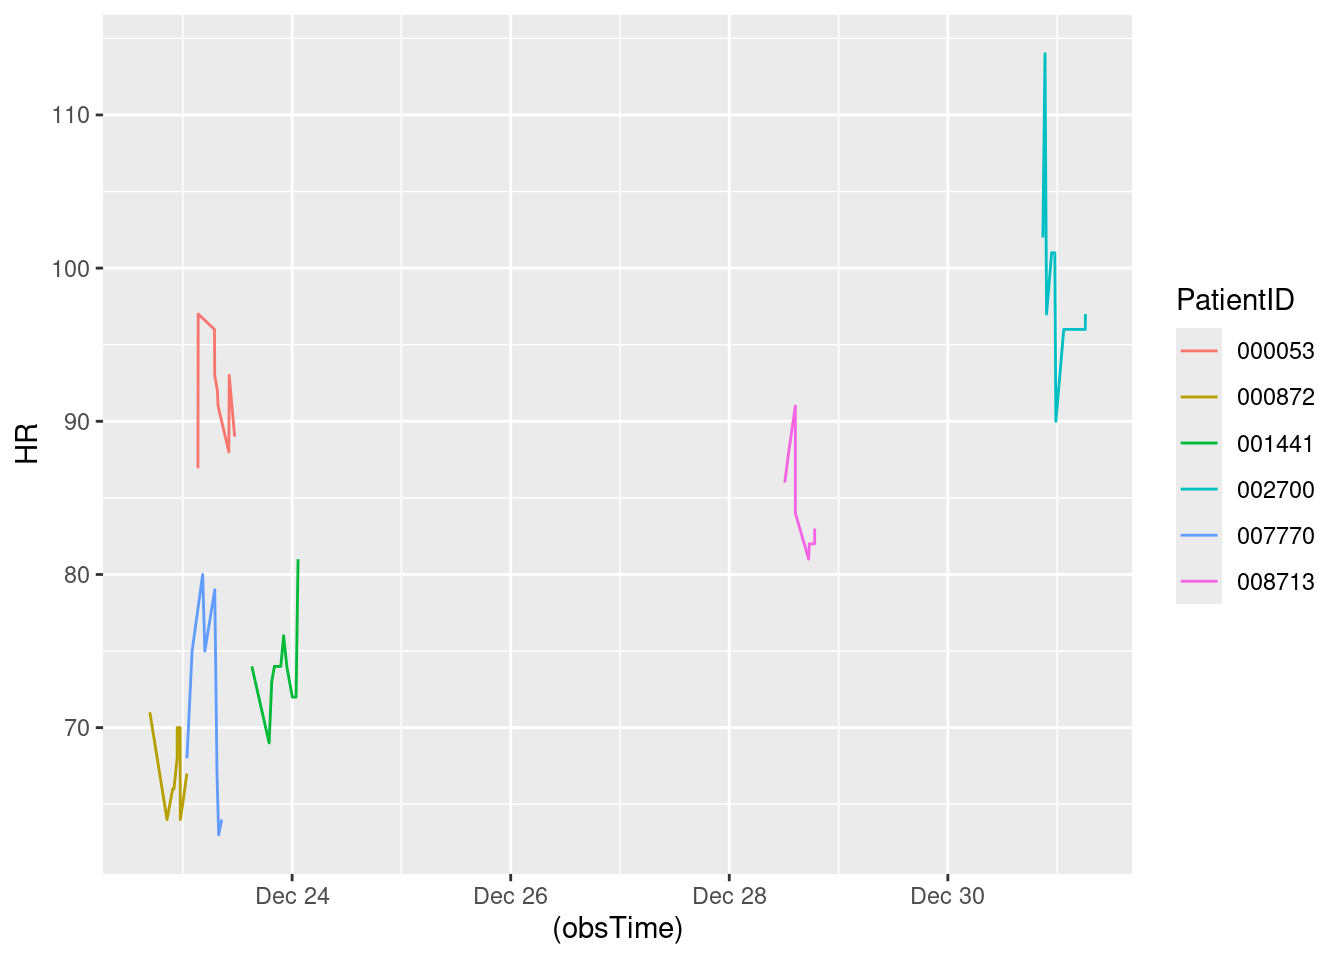 110
100
90
80
70
HR
Dec 24
Dec 26
Dec 28
Dec 30
(obsTime)
PatientID
000053
000872
001441
002700
007770
008713